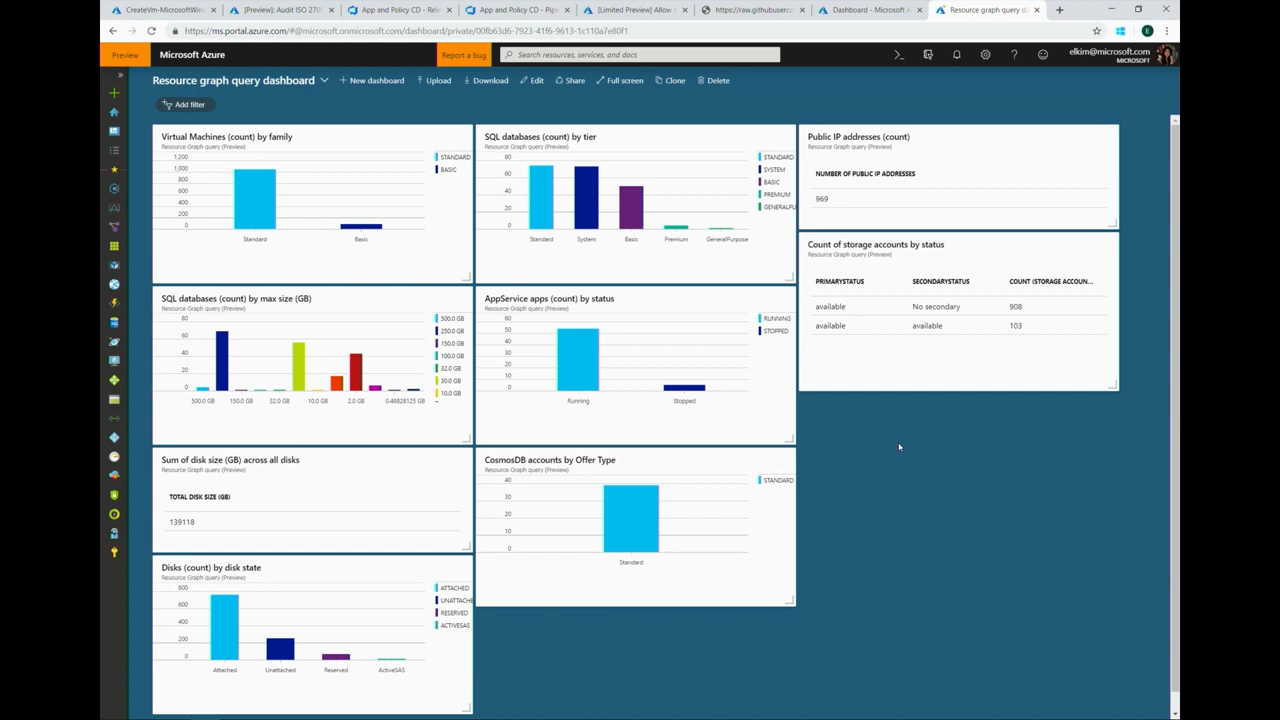 CreateVm-MicrosoftWin
[Preview]: Audit ISO 2700
App and Policy CD - Rele
App and Policy CD - Pip
[Limited Preview] Allow
https://raw.githubuserco
Dashboard - Microsoft A
Resource graph query da
https://ms.portal.azure.com/#@microsoft.onmicrosoft.com/dashboard/private/00fb63d6-7923-41f6-9613-1c110a7e80f1
E
Preview
Microsoft Azure
Report a bug
Search resources, services, and docs
elkim@microsoft.com
MICROSOFT
Resource graph query dashboard
New dashboard
Upload
Download
Edit
Share
Full screen
Clone
Delete
Add filter
Virtual Machines (count) by family
Resource Graph query (Preview)
1,200
1,000
800
600
400
200
0
Standard
Basic
STANDARD
BASIC
SQL databases (count) by tier
Resource Graph query (Preview)
80
60
40
20
0
Standard
System
Basic
Premium
GeneralPurpose
STANDARD
SYSTEM
BASIC
PREMIUM
GENERALPU
Public IP addresses (count)
Resource Graph query (Preview)
NUMBER OF PUBLIC IP ADDRESSES
969
Count of storage accounts by status
Resource Graph query (Preview)
PRIMARYSTATUS SECONDARYSTATUS COUNT (STORAGE ACCOUN...
available No secondary 908
available available 103
SQL databases (count) by max size (GB)
Resource Graph query (Preview)
80
60
40
20
0
500.0 GB
150.0 GB
32.0 GB
10.0 GB
2.0 GB
500.0 GB
250.0 GB
150.0 GB
100.0 GB
32.0 GB
30.0 GB
10.0 GB
AppService apps (count) by status
Resource Graph query (Preview)
60
50
40
30
20
10
0
Running
Stopped
RUNNING
STOPPED
Sum of disk size (GB) across all disks
Resource Graph query (Preview)
TOTAL DISK SIZE (GB)
139118
CosmosDB accounts by Offer Type
Resource Graph query (Preview)
40
30
20
10
0
Standard
STANDARD
Disks (count) by disk state
Resource Graph query (Preview)
800
600
400
200
0
Attached
Unattached
Reserved
ActiveSAS
ATTACHED
UNATTACHE
RESERVED
ACTIVESAS